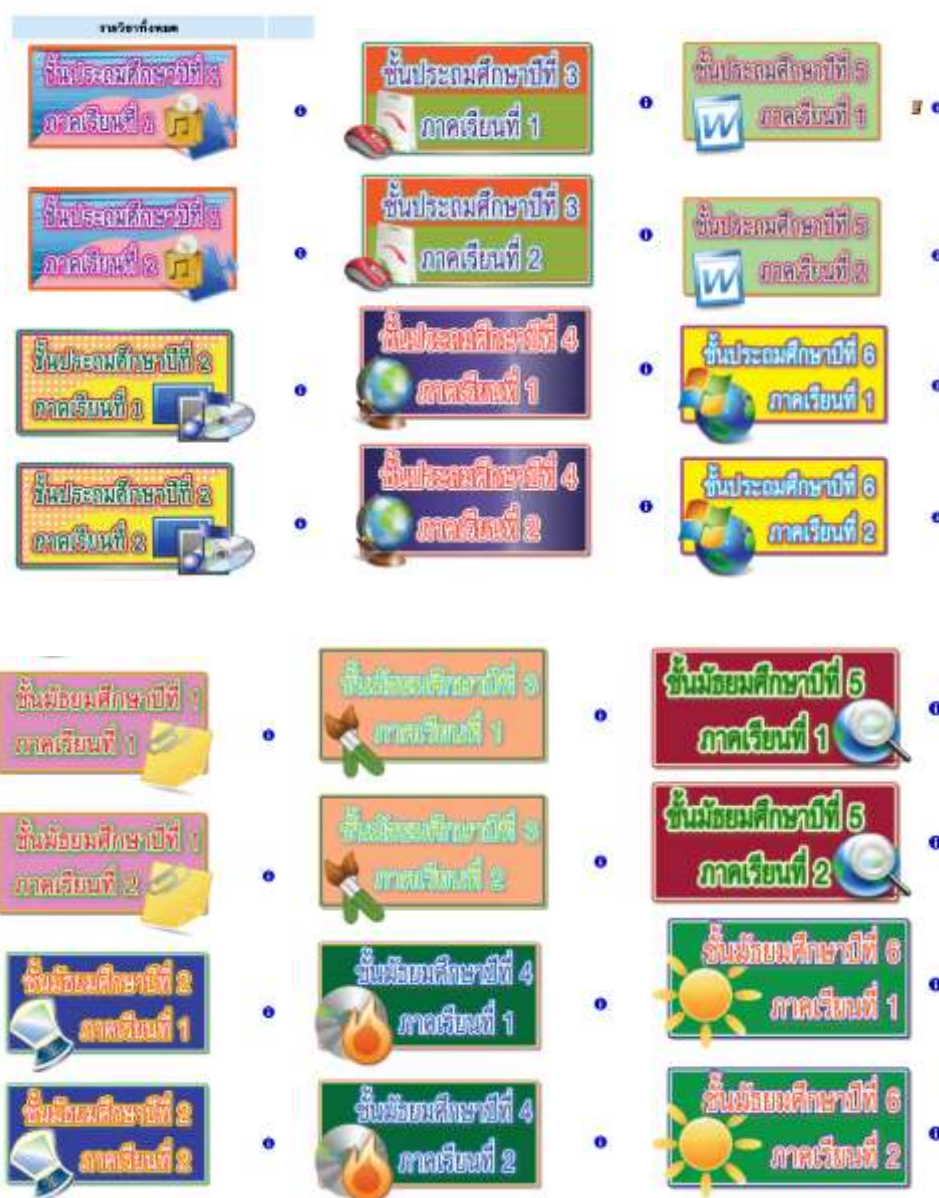 รายวิชาทั้งหมด
ชั้นประถมศึกษาปีที่ 1
ภาคเรียนที่ 1
ชั้นประถมศึกษาปีที่ 3
ภาคเรียนที่ 1
ชั้นประถมศึกษาปีที่ 5
ภาคเรียนที่ 1
ชั้นประถมศึกษาปีที่ 1
ภาคเรียนที่ 2
ชั้นประถมศึกษาปีที่ 3
ภาคเรียนที่ 2
ชั้นประถมศึกษาปีที่ 5
ภาคเรียนที่ 2
ชั้นประถมศึกษาปีที่ 2
ภาคเรียนที่ 1
ชั้นประถมศึกษาปีที่ 4
ภาคเรียนที่ 1
ชั้นประถมศึกษาปีที่ 6
ภาคเรียนที่ 1
ชั้นประถมศึกษาปีที่ 2
ภาคเรียนที่ 2
ชั้นประถมศึกษาปีที่ 4
ภาคเรียนที่ 2
ชั้นประถมศึกษาปีที่ 6
ภาคเรียนที่ 2
ชั้นมัธยมศึกษาปีที่ 1
ภาคเรียนที่ 1
ชั้นมัธยมศึกษาปีที่ 3
ภาคเรียนที่ 1
ชั้นมัธยมศึกษาปีที่ 5
ภาคเรียนที่ 1
ชั้นมัธยมศึกษาปีที่ 1
ภาคเรียนที่ 2
ชั้นมัธยมศึกษาปีที่ 3
ภาคเรียนที่ 2
ชั้นมัธยมศึกษาปีที่ 5
ภาคเรียนที่ 2
ชั้นมัธยมศึกษาปีที่ 2
ภาคเรียนที่ 1
ชั้นมัธยมศึกษาปีที่ 4
ภาคเรียนที่ 1
ชั้นมัธยมศึกษาปีที่ 6
ภาคเรียนที่ 1
ชั้นมัธยมศึกษาปีที่ 2
ภาคเรียนที่ 2
ชั้นมัธยมศึกษาปีที่ 4
ภาคเรียนที่ 2
ชั้นมัธยมศึกษาปีที่ 6
ภาคเรียนที่ 2